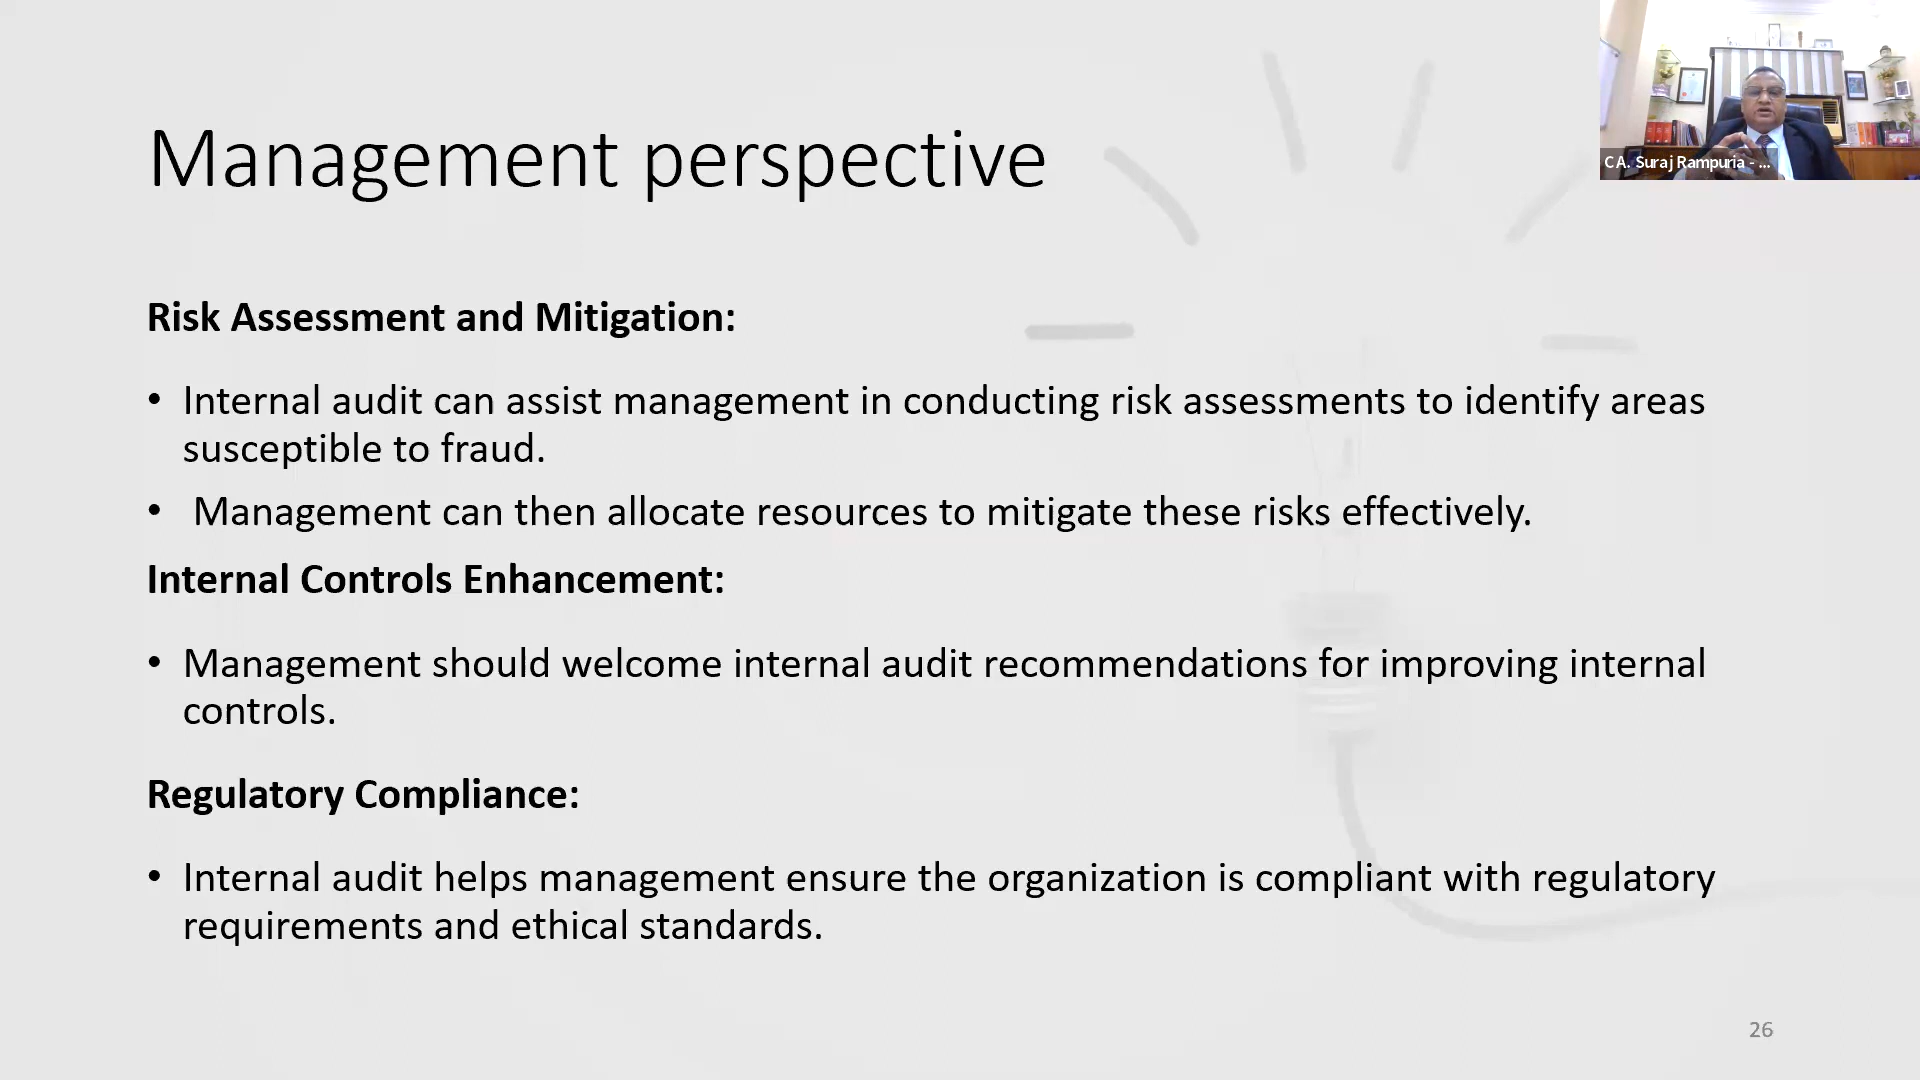 Management perspective
CA. Suraj Rampuria - ...
Risk Assessment and Mitigation:
• Internal audit can assist management in conducting risk assessments to identify areas
susceptible to fraud.
• Management can then allocate resources to mitigate these risks effectively.
Internal Controls Enhancement:
• Management should welcome internal audit recommendations for improving internal
controls.
Regulatory Compliance:
• Internal audit helps management ensure the organization is compliant with regulatory
requirements and ethical standards.
26